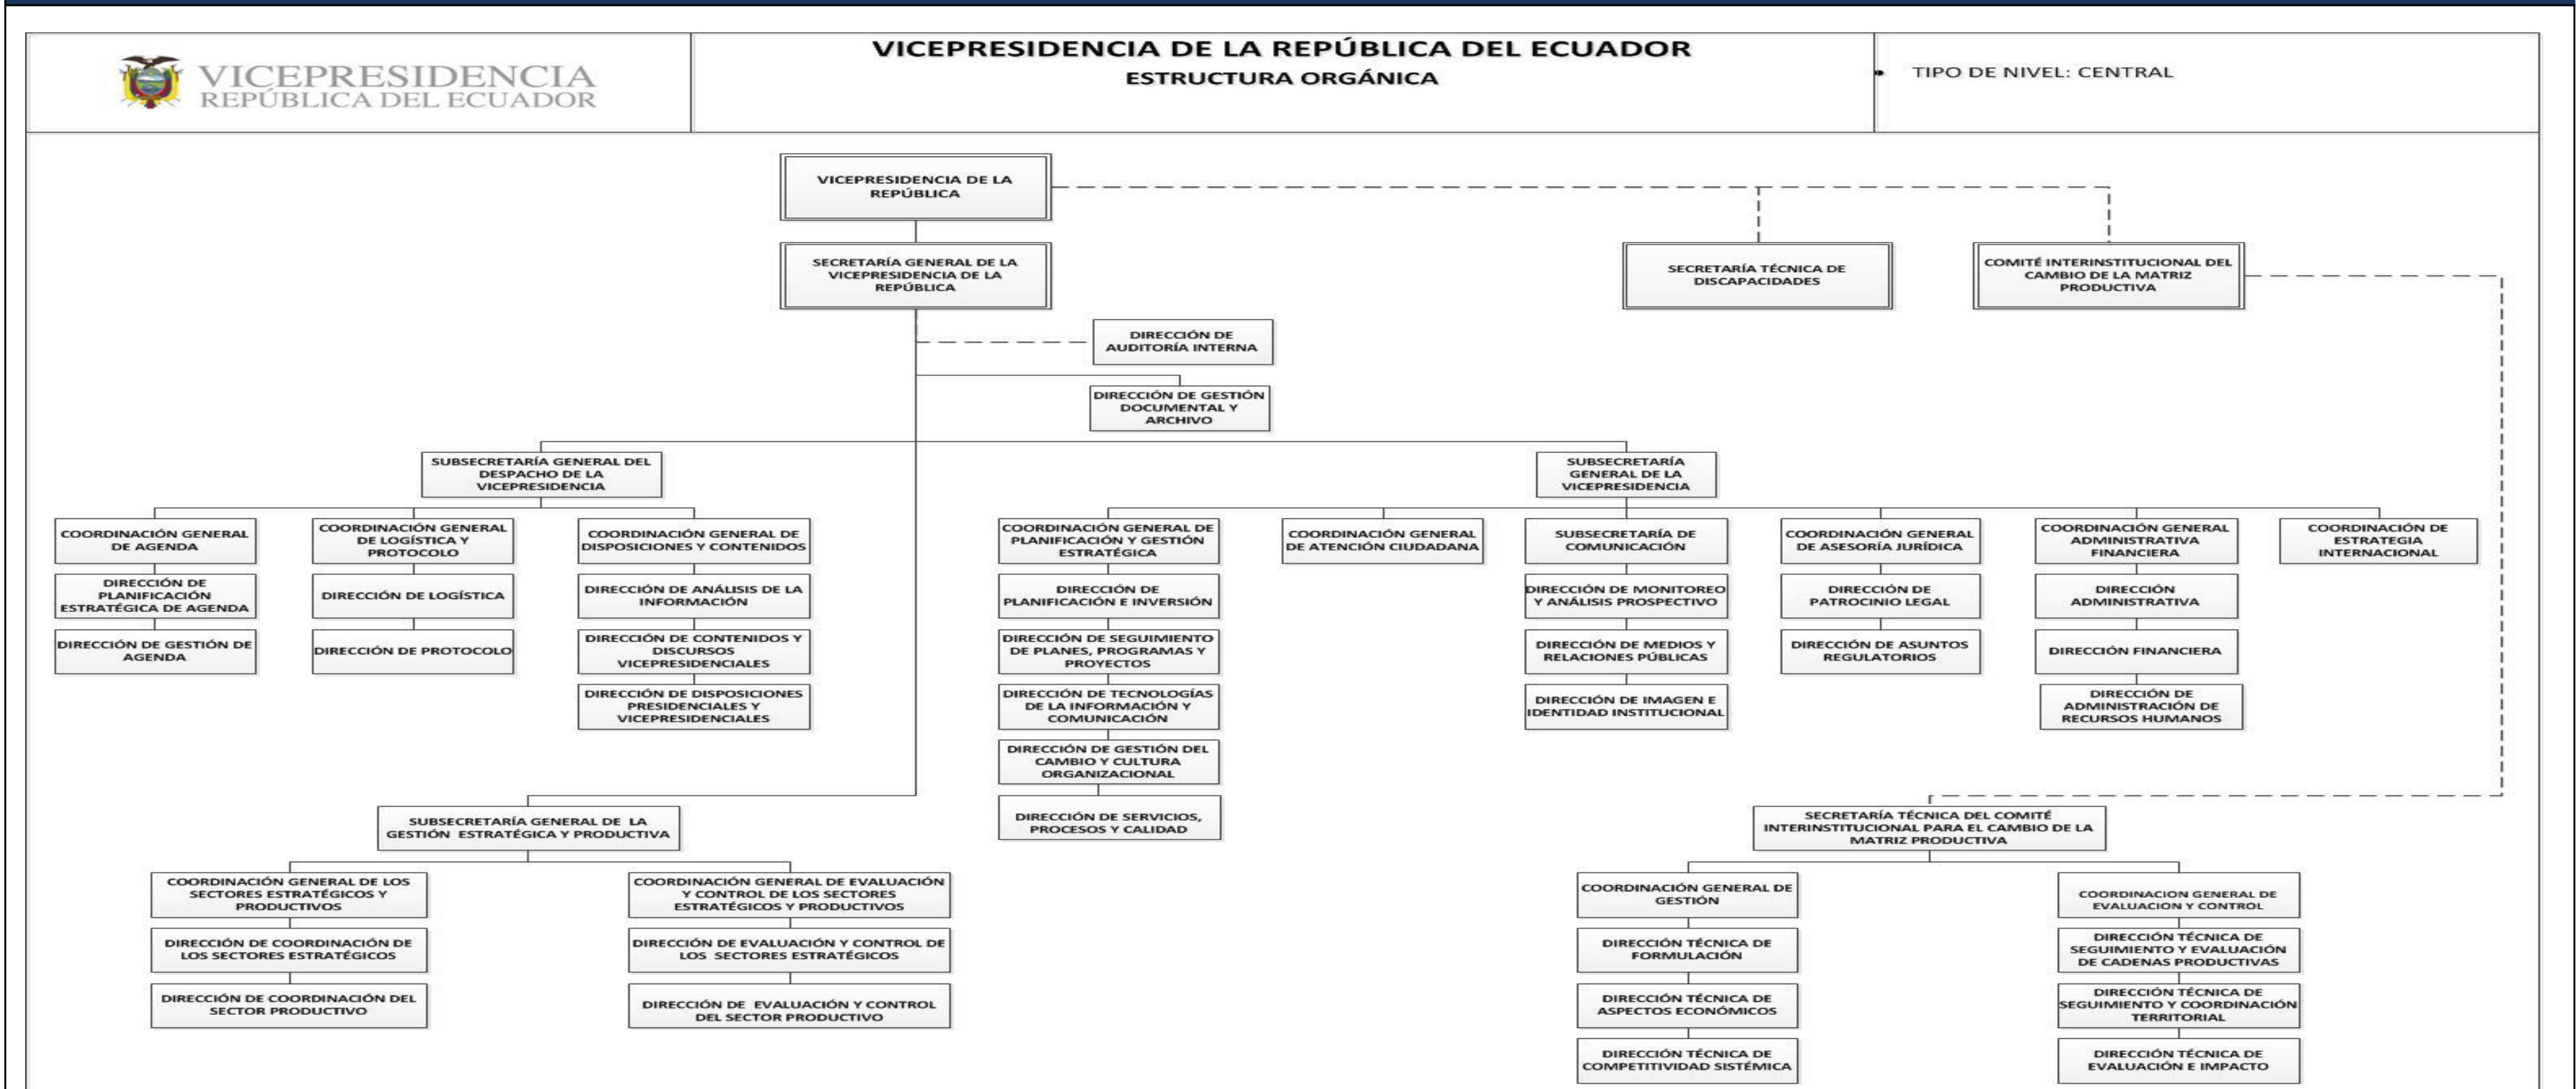 VICEPRESIDENCIA
REPÚBLICA DEL ECUADOR
VICEPRESIDENCIA DE LA REPÚBLICA DEL ECUADOR
ESTRUCTURA ORGÁNICA
• TIPO DE NIVEL: CENTRAL
VICEPRESIDENCIA DE LA
REPÚBLICA
SECRETARÍA GENERAL DE LA
VICEPRESIDENCIA DE LA
REPÚBLICA
SECRETARÍA TÉCNICA DE
DISCAPACIDADES
COMITÉ INTERINSTITUCIONAL DEL
CAMBIO DE LA MATRIZ
PRODUCTIVA
DIRECCIÓN DE
AUDITORÍA INTERNA
DIRECCIÓN DE GESTIÓN
DOCUMENTAL Y
ARCHIVO
SUBSECRETARÍA GENERAL DEL
DESPACHO DE LA
VICEPRESIDENCIA
SUBSECRETARÍA
GENERAL DE LA
VICEPRESIDENCIA
COORDINACIÓN GENERAL
DE AGENDA
DIRECCIÓN DE
PLANIFICACIÓN
ESTRATÉGICA DE AGENDA
DIRECCIÓN DE GESTIÓN DE
AGENDA
COORDINACIÓN GENERAL
DE LOGÍSTICA Y
PROTOCOLO
DIRECCIÓN DE LOGÍSTICA
DIRECCIÓN DE PROTOCOLO
COORDINACIÓN GENERAL DE
DISPOSICIONES Y CONTENIDOS
DIRECCIÓN DE ANÁLISIS DE LA
INFORMACIÓN
DIRECCIÓN DE CONTENIDOS Y
DISCURSOS
VICEPRESIDENCIALES
DIRECCIÓN DE DISPOSICIONES
PRESIDENCIALES Y
VICEPRESIDENCIALES
COORDINACIÓN GENERAL DE
PLANIFICACIÓN Y GESTIÓN
ESTRATÉGICA
DIRECCIÓN DE
PLANIFICACIÓN E INVERSIÓN
DIRECCIÓN DE SEGUIMIENTO
DE PLANES, PROGRAMAS Y
PROYECTOS
DIRECCIÓN DE TECNOLOGÍAS
DE LA INFORMACIÓN Y
COMUNICACIÓN
DIRECCIÓN DE GESTIÓN DEL
CAMBIO Y CULTURA
ORGANIZACIONAL
DIRECCIÓN DE SERVICIOS,
PROCESOS Y CALIDAD
COORDINACIÓN GENERAL
DE ATENCIÓN CIUDADANA
SUBSECRETARÍA DE
COMUNICACIÓN
DIRECCIÓN DE MONITOREO
Y ANÁLISIS PROSPECTIVO
DIRECCIÓN DE MEDIOS Y
RELACIONES PÚBLICAS
DIRECCIÓN DE IMAGEN E
IDENTIDAD INSTITUCIONAL
COORDINACIÓN GENERAL
DE ASESORÍA JURÍDICA
DIRECCIÓN DE
PATROCINIO LEGAL
DIRECCIÓN DE ASUNTOS
REGULATORIOS
COORDINACIÓN GENERAL
ADMINISTRATIVA
FINANCIERA
DIRECCIÓN
ADMINISTRATIVA
DIRECCIÓN FINANCIERA
DIRECCIÓN DE
ADMINISTRACIÓN DE
RECURSOS HUMANOS
COORDINACIÓN DE
ESTRATEGIA
INTERNACIONAL
SUBSECRETARÍA GENERAL DE LA
GESTIÓN ESTRATÉGICA Y PRODUCTIVA
COORDINACIÓN GENERAL DE LOS
SECTORES ESTRATÉGICOS Y
PRODUCTIVOS
DIRECCIÓN DE COORDINACIÓN DE
LOS SECTORES ESTRATÉGICOS
DIRECCIÓN DE COORDINACIÓN DEL
SECTOR PRODUCTIVO
COORDINACIÓN GENERAL DE EVALUACIÓN
Y CONTROL DE LOS SECTORES
ESTRATÉGICOS Y PRODUCTIVOS
DIRECCIÓN DE EVALUACIÓN Y CONTROL DE
LOS SECTORES ESTRATÉGICOS
DIRECCIÓN DE EVALUACIÓN Y CONTROL
DEL SECTOR PRODUCTIVO
SECRETARÍA TÉCNICA DEL COMITÉ
INTERINSTITUCIONAL PARA EL CAMBIO DE LA
MATRIZ PRODUCTIVA
COORDINACIÓN GENERAL DE
GESTIÓN
DIRECCIÓN TÉCNICA DE
FORMULACIÓN
DIRECCIÓN TÉCNICA DE
ASPECTOS ECONÓMICOS
DIRECCIÓN TÉCNICA DE
COMPETITIVIDAD SISTÉMICA
COORDINACION GENERAL DE
EVALUACION Y CONTROL
DIRECCIÓN TÉCNICA DE
SEGUIMIENTO Y EVALUACIÓN
DE CADENAS PRODUCTIVAS
DIRECCIÓN TÉCNICA DE
SEGUIMIENTO Y COORDINACIÓN
TERRITORIAL
DIRECCIÓN TÉCNICA DE
EVALUACIÓN E IMPACTO